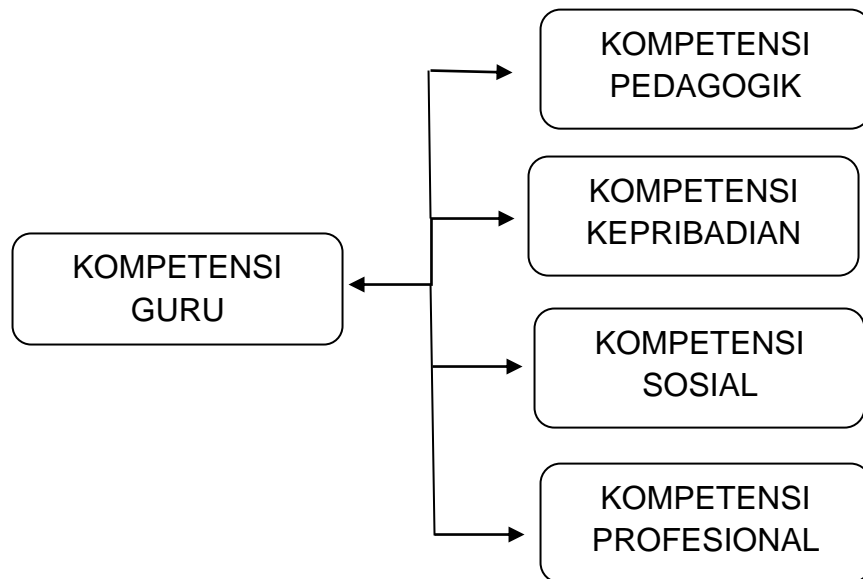 KOMPETENSI
PEDAGOGIK
KOMPETENSI
KEPRIBADIAN
KOMPETENSI
GURU
KOMPETENSI
SOSIAL
KOMPETENSI
PROFESIONAL